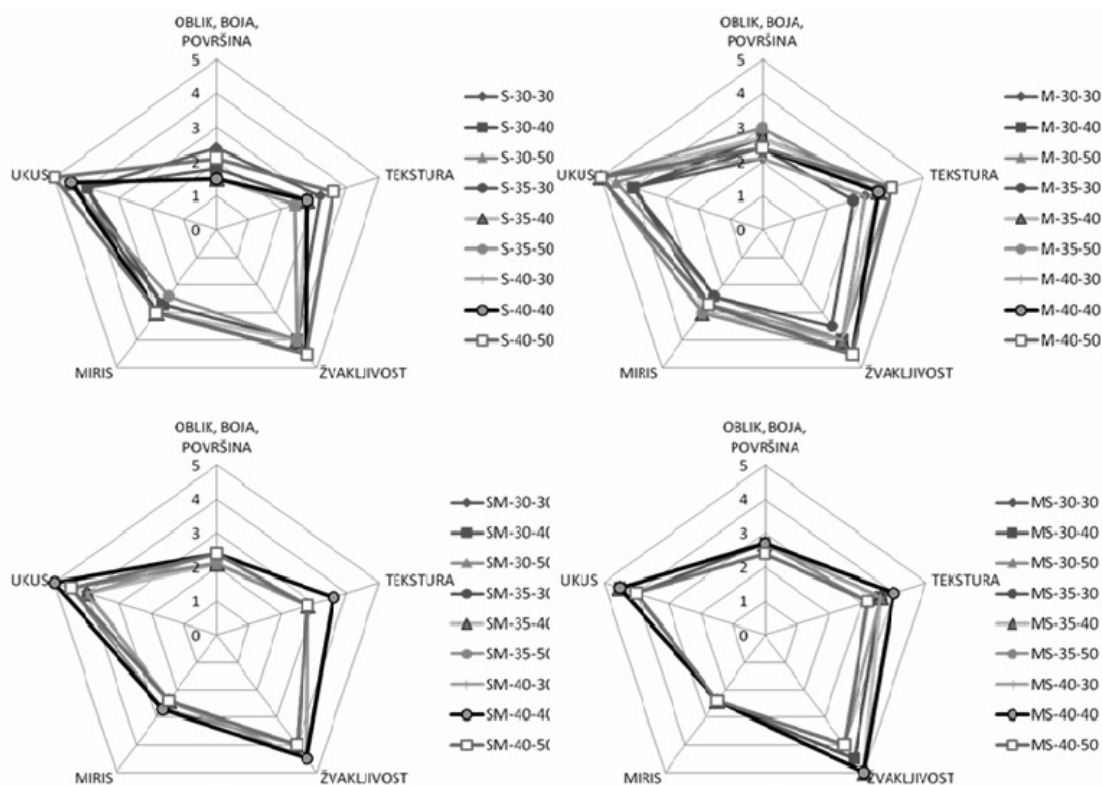 OBLIK, BOJA,
POVRŠINA
5
4
3
2
1
0
TEKSTURA
ŽVAKLJIVOST
MIRIS
UKUS
S-30-30
S-30-40
S-30-50
S-35-30
S-35-40
S-35-50
S-40-30
S-40-40
S-40-50
OBLIK, BOJA,
POVRŠINA
5
4
3
2
1
0
TEKSTURA
ŽVAKLJIVOST
MIRIS
UKUS
M-30-30
M-30-40
M-30-50
M-35-30
M-35-40
M-35-50
M-40-30
M-40-40
M-40-50
OBLIK, BOJA,
POVRŠINA
5
4
3
2
1
0
TEKSTURA
ŽVAKLJIVOST
MIRIS
UKUS
SM-30-30
SM-30-40
SM-30-50
SM-35-30
SM-35-40
SM-35-50
SM-40-30
SM-40-40
SM-40-50
OBLIK, BOJA,
POVRŠINA
5
4
3
2
1
0
TEKSTURA
ŽVAKLJIVOST
MIRIS
UKUS
MS-30-30
MS-30-40
MS-30-50
MS-35-30
MS-35-40
MS-35-50
MS-40-30
MS-40-40
MS-40-50